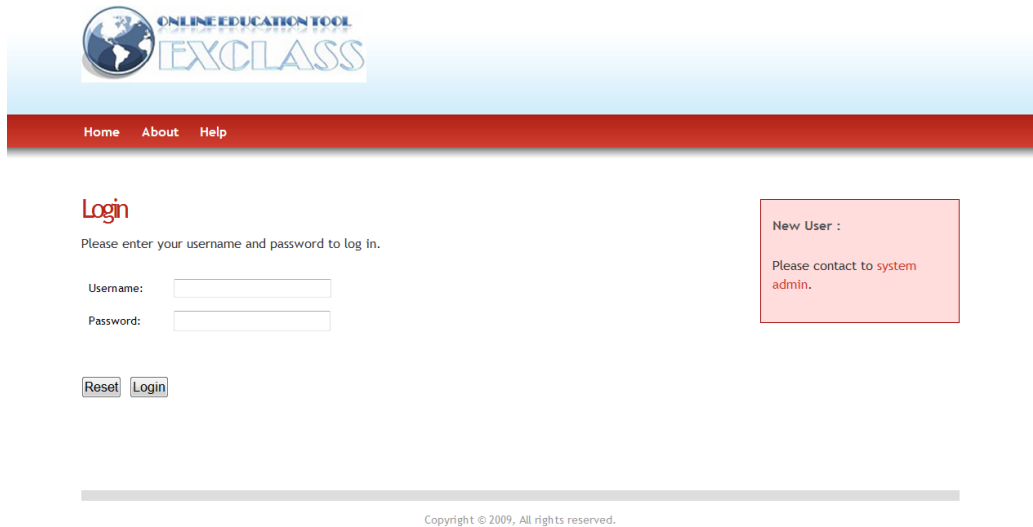 ONLINE EDUCATION TOOL
EXCLASS
Home About Help
Login
Please enter your username and password to log in.
Username:
Password:
Reset Login
New User :
Please contact to system
admin.
Copyright © 2009, All rights reserved.